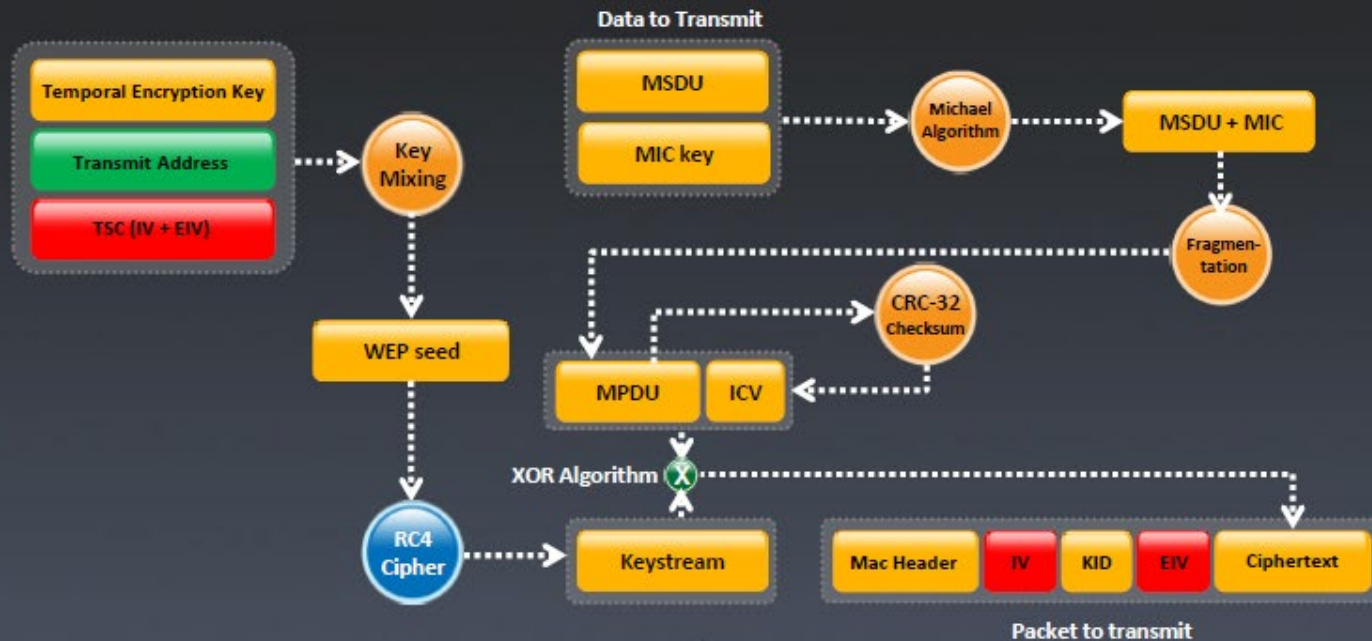 Data to Transmit
Temporal Encryption Key
Transmit Address
TSC (IV + EIV)
Key
Mixing
MSDU
MIC key
Michael
Algorithm
MSDU + MIC
Fragmen-
tation
CRC-32
Checksum
WEP seed
MPDU
ICV
XOR Algorithm
X
RC4
Cipher
Keystream
Mac Header
IV
KID
EIV
Ciphertext
Packet to transmit